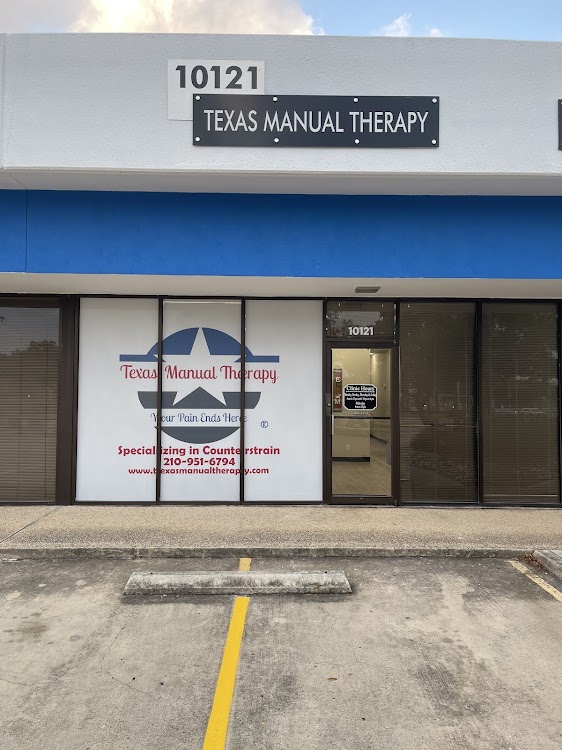 10121
TEXAS MANUAL THERAPY
10121
Texas Manual Therapy
Your Pain Ends Here
®
Specializing in Counterstrain
210-951-6794
www.texasmanualtherapy.com
Clinic Hours